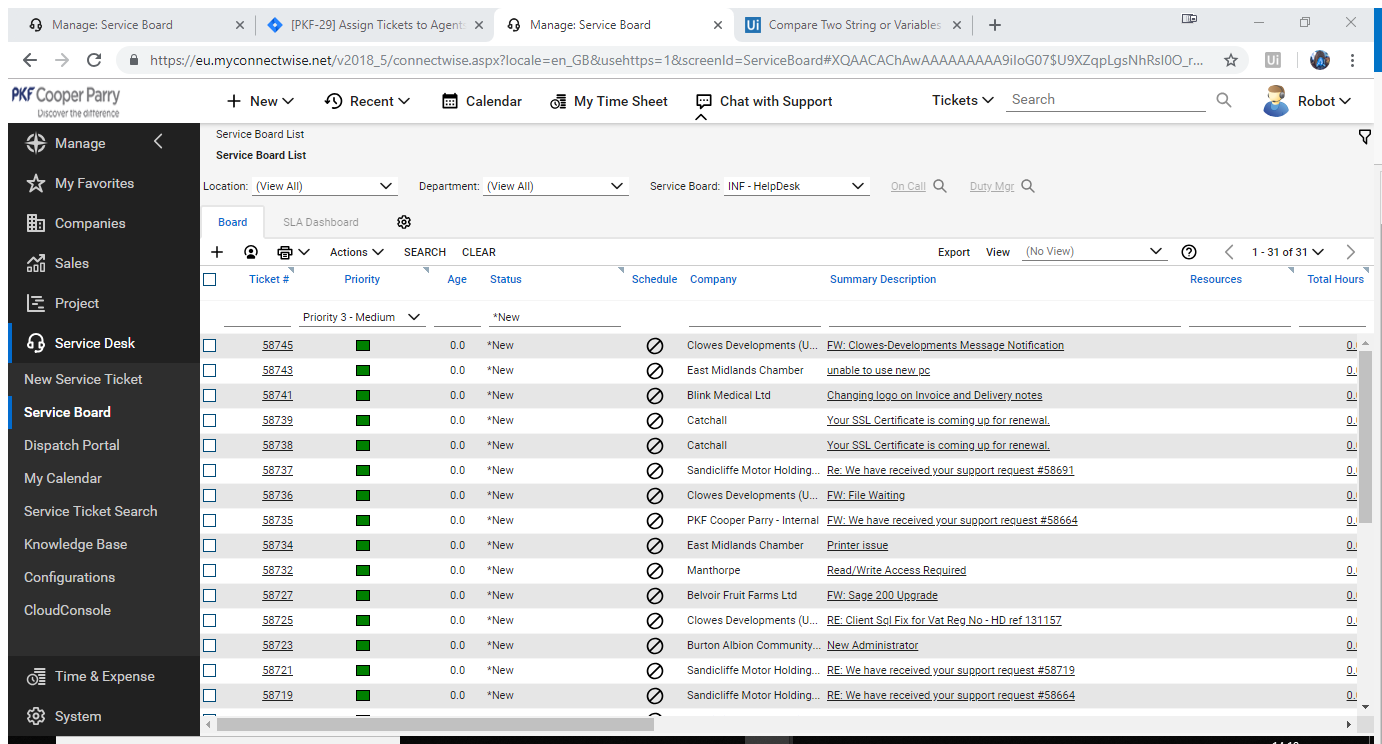 Manage: Service Board
[PKF-29] Assign Tickets to Agents
Manage: Service Board
Ui Compare Two String or Variables
https://eu.myconnectwise.net/v2018_5/connectwise.aspx?locale=en_GB&usehttps=1&screenId=ServiceBoard#XQAACAChAwAAAAAAAAA9iIoG07$U9XZqpLgsNhRsI0O_r...
PKF Cooper Parry
Discover the difference
New Recent Calendar My Time Sheet Chat with Support Tickets Search Robot
Manage
My Favorites
Companies
Sales
Project
Service Desk
New Service Ticket
Service Board
Dispatch Portal
My Calendar
Service Ticket Search
Knowledge Base
Configurations
CloudConsole
Time & Expense
System
Service Board List
Service Board List
Location: (View All) Department: (View All) Service Board: INF - HelpDesk On Call Duty Mgr
Board SLA Dashboard
Actions SEARCH CLEAR Export View (No View) 1 - 31 of 31
Ticket # Priority Age Status Schedule Company Summary Description Resources Total Hours
Priority 3 - Medium *New
58745 0.0 *New Clowes Developments (U... FW: Clowes-Developments Message Notification 0.
58743 0.0 *New East Midlands Chamber unable to use new pc 0.
58741 0.0 *New Blink Medical Ltd Changing logo on Invoice and Delivery notes 0.
58739 0.0 *New Catchall Your SSL Certificate is coming up for renewal. 0.
58738 0.0 *New Catchall Your SSL Certificate is coming up for renewal. 0.
58737 0.0 *New Sandicliffe Motor Holding... Re: We have received your support request #58691 0.
58736 0.0 *New Clowes Developments (U... FW: File Waiting 0.
58735 0.0 *New PKF Cooper Parry - Internal FW: We have received your support request #58664 0.
58734 0.0 *New East Midlands Chamber Printer issue 0.
58732 0.0 *New Manthorpe Read/Write Access Required 0.
58727 0.0 *New Belvoir Fruit Farms Ltd FW: Sage 200 Upgrade 0.
58725 0.0 *New Clowes Developments (U... RE: Client Sql Fix for Vat Reg No - HD ref 131157 0.
58723 0.0 *New Burton Albion Community... New Administrator 0.
58721 0.0 *New Sandicliffe Motor Holding... RE: We have received your support request #58719 0.
58719 0.0 *New Sandicliffe Motor Holding... RE: We have received your support request #58664 0.